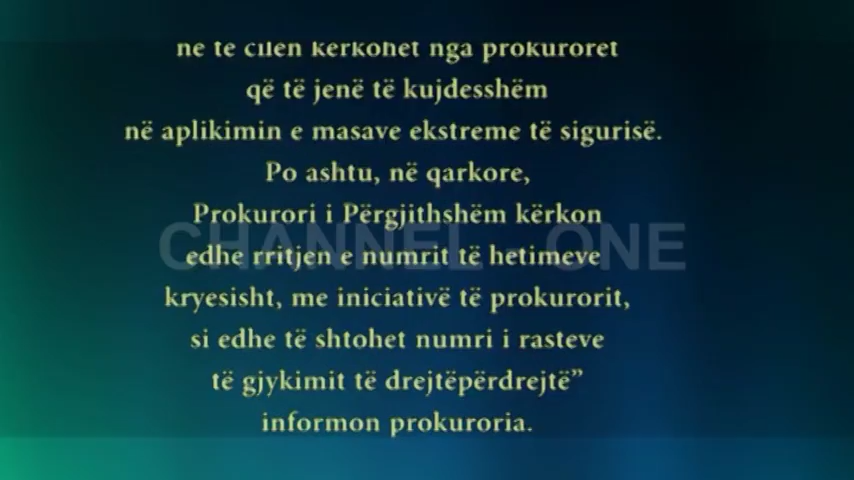 në të cilën kërkohet nga prokurorët
që të jenë të kujdesshëm
në aplikimin e masave ekstreme të sigurisë.
Po ashtu, në qarkore,
Prokurori i Përgjithshëm kërkon
CHANNEL - ONE
edhe rritjen e numrit të hetimeve
kryesisht, me iniciativë të prokurorit,
si edhe të shtohet numri i rasteve
të gjykimit të drejtëpërdrejtë”
informon prokuroria.